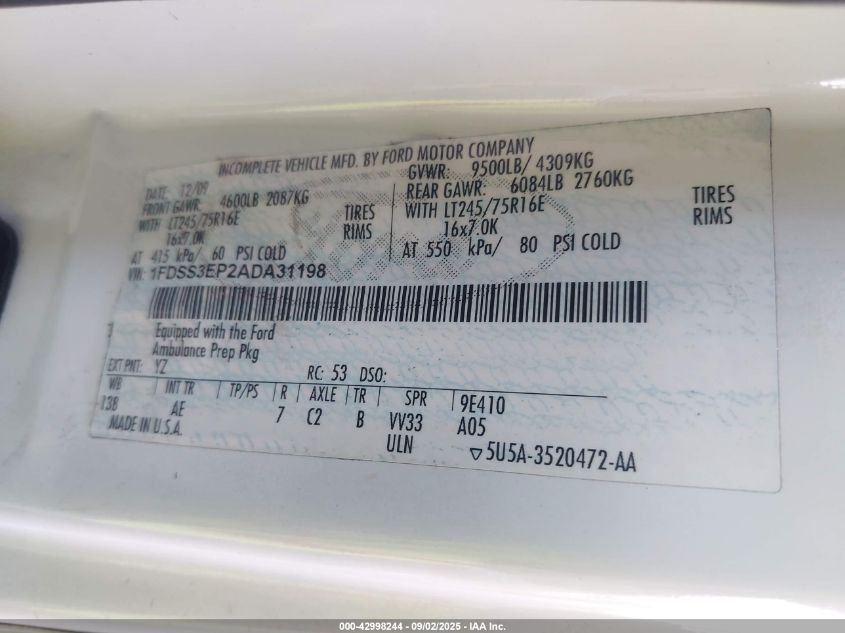 INCOMPLETE VEHICLE MFD. BY FORD MOTOR COMPANY
DATE: 12/09 GVWR: 9500LB/ 4309KG
FRONT GAWR: 4600LB 2087KG REAR GAWR: 6084LB 2760KG
WITH LT245/75R16E TIRES WITH LT245/75R16E TIRES
16x7.0K RIMS 16x7.0K RIMS
AT 415 kPa/ 60 PSI COLD AT 550 kPa/ 80 PSI COLD
VIN: 1FDSS3EP2ADA31198
Equipped with the Ford
Ambulance Prep Pkg
EXT PNT: YZ RC: 53 DSO:
WB INT TR TP/PS R AXLE TR SPR 9E410
138 AE 7 C2 B VV33 A05
MADE IN U.S.A. ULN ▽5U5A-3520472-AA
000-42998244 - 09/02/2025 - IAA Inc.